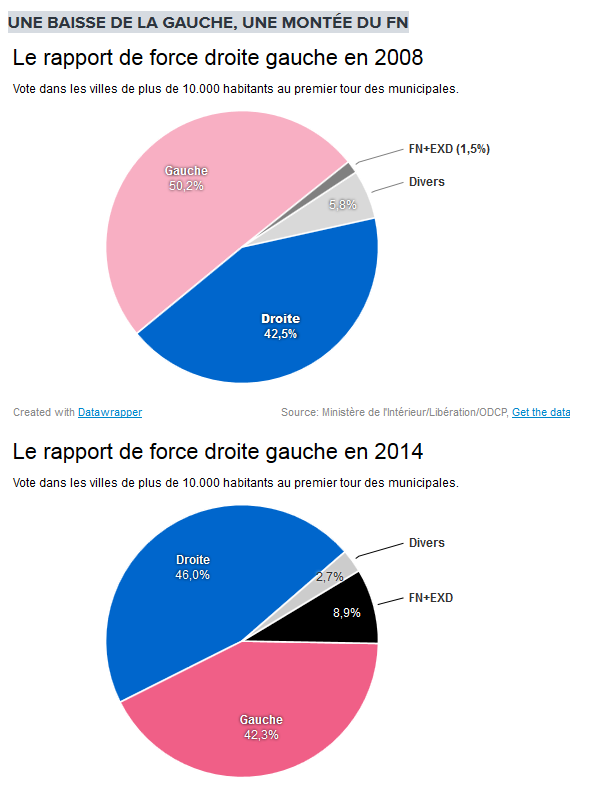 UNE BAISSE DE LA GAUCHE, UNE MONTÉE DU FN
Le rapport de force droite gauche en 2008
Vote dans les villes de plus de 10.000 habitants au premier tour des municipales.
FN+EXD (1,5%)
Gauche
50,2%
Divers
5,8%
Droite
42,5%
Created with Datawrapper
Source: Ministère de l'Intérieur/Libération/ODCP, Get the data
Le rapport de force droite gauche en 2014
Vote dans les villes de plus de 10.000 habitants au premier tour des municipales.
Divers
Droite
46,0%
2,7%
FN+EXD
8,9%
Gauche
42,3%